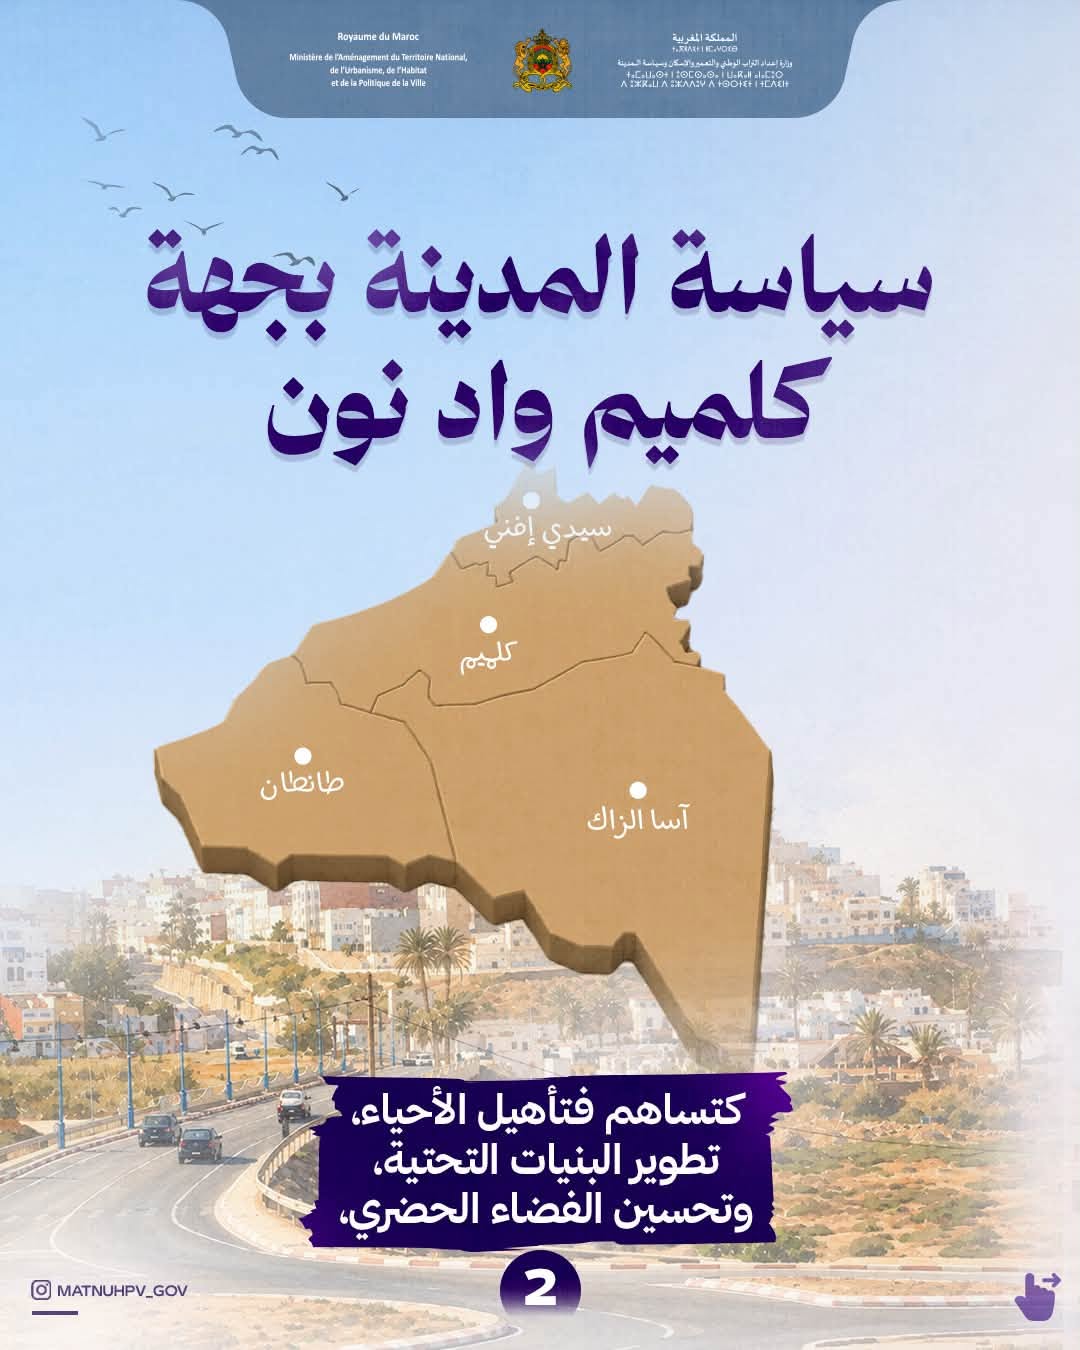 Royaume du Maroc
Ministère de l'Aménagement du Territoire National,
de l'Urbanisme, de l'Habitat
et de la Politique de la Ville
المملكة المغربية
ⵜⴰⴳⵍⴷⵉⵜ ⵏ ⵍⵎⵖⵔⵉⴱ
وزارة إعداد التراب الوطني والتعمير والإسكان وسياسة المدينة
سياسة المدينة بجهة
كلميم واد نون
سيدي إفني
كلميم
طانطان
آسا الزاك
كتساهم فتأهيل الأحياء،
تطوير البنيات التحتية،
وتحسين الفضاء الحضري،
2
MATNUHPV_GOV